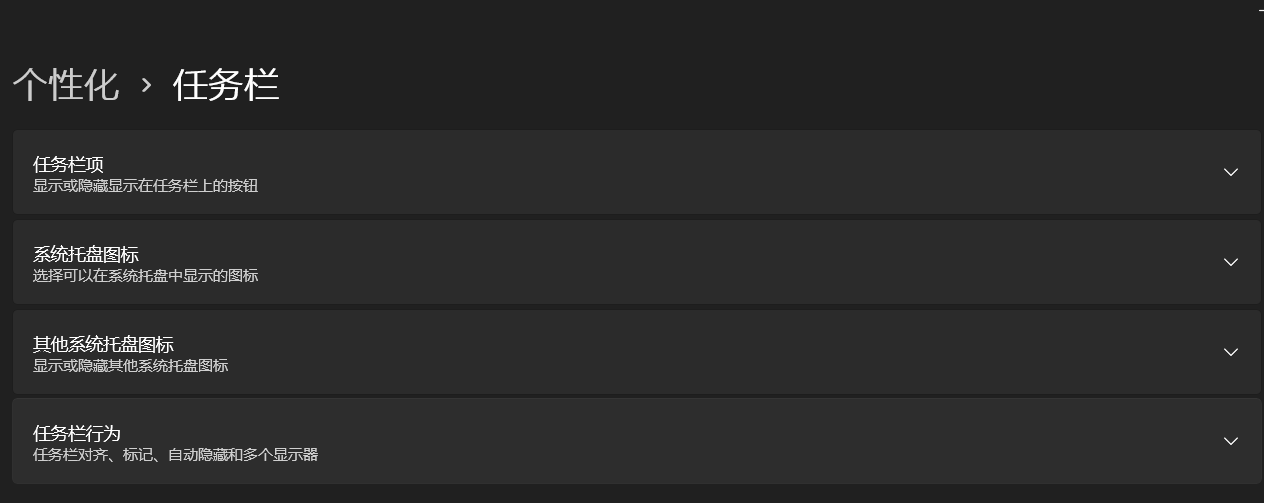 个性化 › 任务栏
任务栏项
显示或隐藏显示在任务栏上的按钮
系统托盘图标
选择可以在系统托盘中显示的图标
其他系统托盘图标
显示或隐藏其他系统托盘图标
任务栏行为
任务栏对齐、标记、自动隐藏和多个显示器